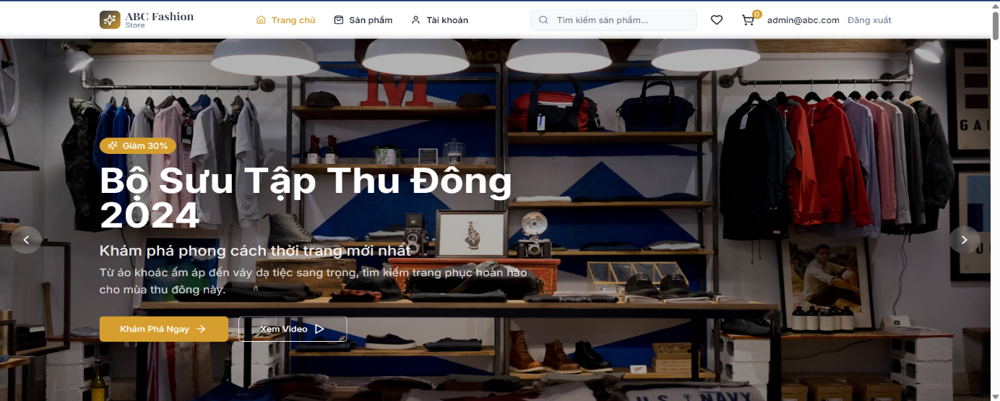 ABC Fashion
Store
Trang chủ
Sản phẩm
Tài khoản
Tìm kiếm sản phẩm...
0
admin@abc.com
Đăng xuất
M
Giảm 30%
Bộ Sưu Tập Thu Đông
2024
Khám phá phong cách thời trang mới nhất
Từ áo khoác ấm áp đến váy dạ tiệc sang trọng, tìm kiếm trang phục hoàn hảo
cho mùa thu đông này.
Khám Phá Ngay
Xem Video
U.S. NAVY